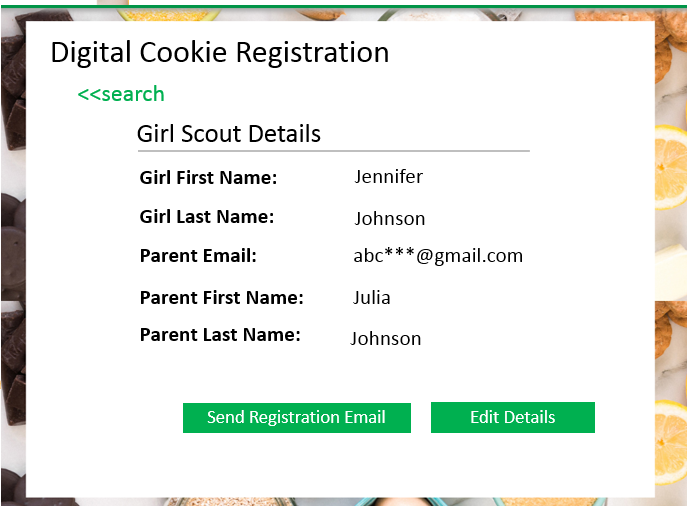 Digital Cookie Registration
<<search
Girl Scout Details
Girl First Name: Jennifer
Girl Last Name: Johnson
Parent Email: abc***@gmail.com
Parent First Name: Julia
Parent Last Name: Johnson
Send Registration Email Edit Details